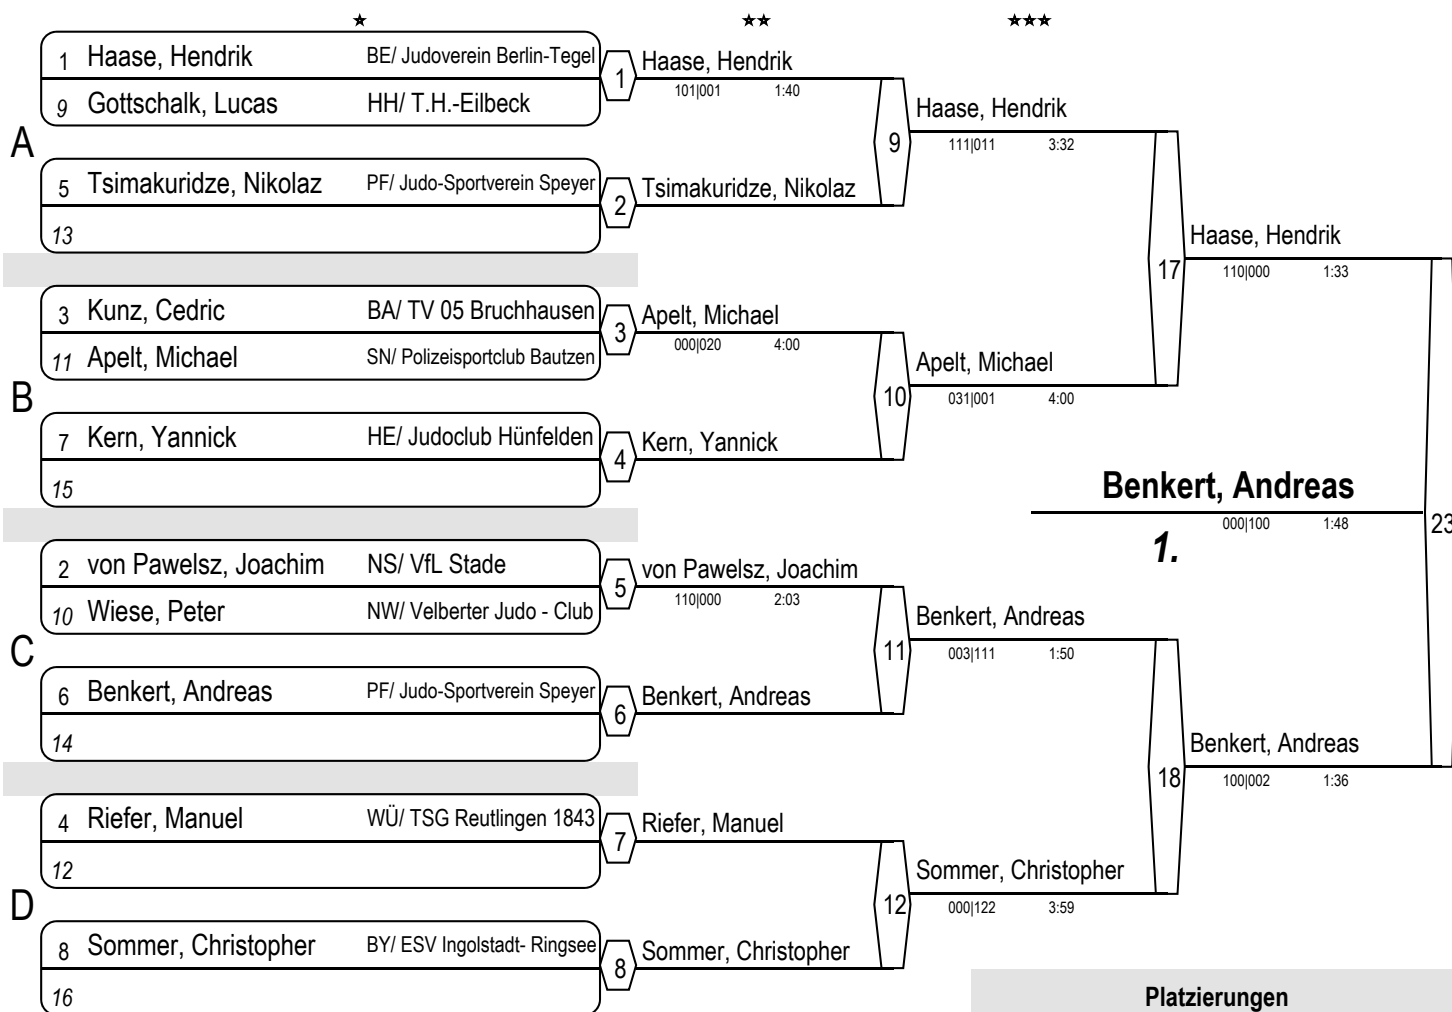 ★ ★★ ★★★
1 Haase, Hendrik BE/ Judoverein Berlin-Tegel
9 Gottschalk, Lucas HH/ T.H.-Eilbeck
1 Haase, Hendrik
101|001 1:40
A
5 Tsimakuridze, Nikolaz PF/ Judo-Sportverein Speyer
13
2 Tsimakuridze, Nikolaz
9 Haase, Hendrik
111|011 3:32
3 Kunz, Cedric BA/ TV 05 Bruchhausen
11 Apelt, Michael SN/ Polizeisportclub Bautzen
3 Apelt, Michael
000|020 4:00
B
7 Kern, Yannick HE/ Judoclub Hünfelden
15
4 Kern, Yannick
10 Apelt, Michael
031|001 4:00
17 Haase, Hendrik
110|000 1:33
2 von Pawelsz, Joachim NS/ VfL Stade
10 Wiese, Peter NW/ Velberter Judo - Club
5 von Pawelsz, Joachim
110|000 2:03
C
6 Benkert, Andreas PF/ Judo-Sportverein Speyer
14
6 Benkert, Andreas
11 Benkert, Andreas
003|111 1:50
4 Riefer, Manuel WÜ/ TSG Reutlingen 1843
12
7 Riefer, Manuel
D
8 Sommer, Christopher BY/ ESV Ingolstadt- Ringsee
16
8 Sommer, Christopher
12 Sommer, Christopher
000|122 3:59
18 Benkert, Andreas
100|002 1:36
23
Benkert, Andreas
000|100 1:48
1.
Platzierungen